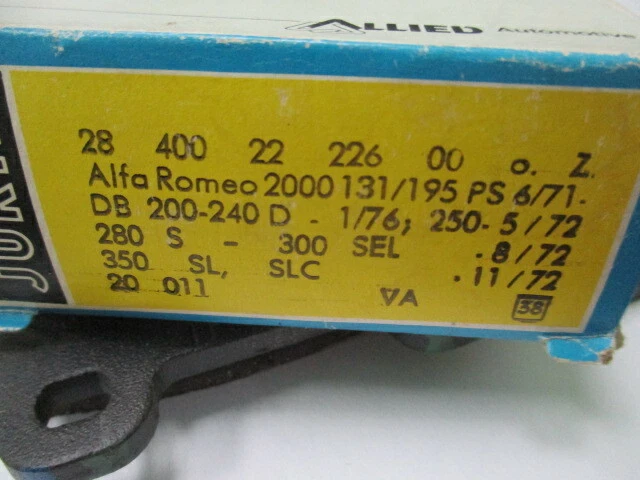 ALLIED Automotive
28 400 22 226 00 o. Z.
Alfa Romeo 2000 131/195 PS 6/71-
DB 200-240 D - 1/76; 250- 5/72
280 S - 300 SEL .8/72
350 SL, SLC .11/72
20 011 VA 38